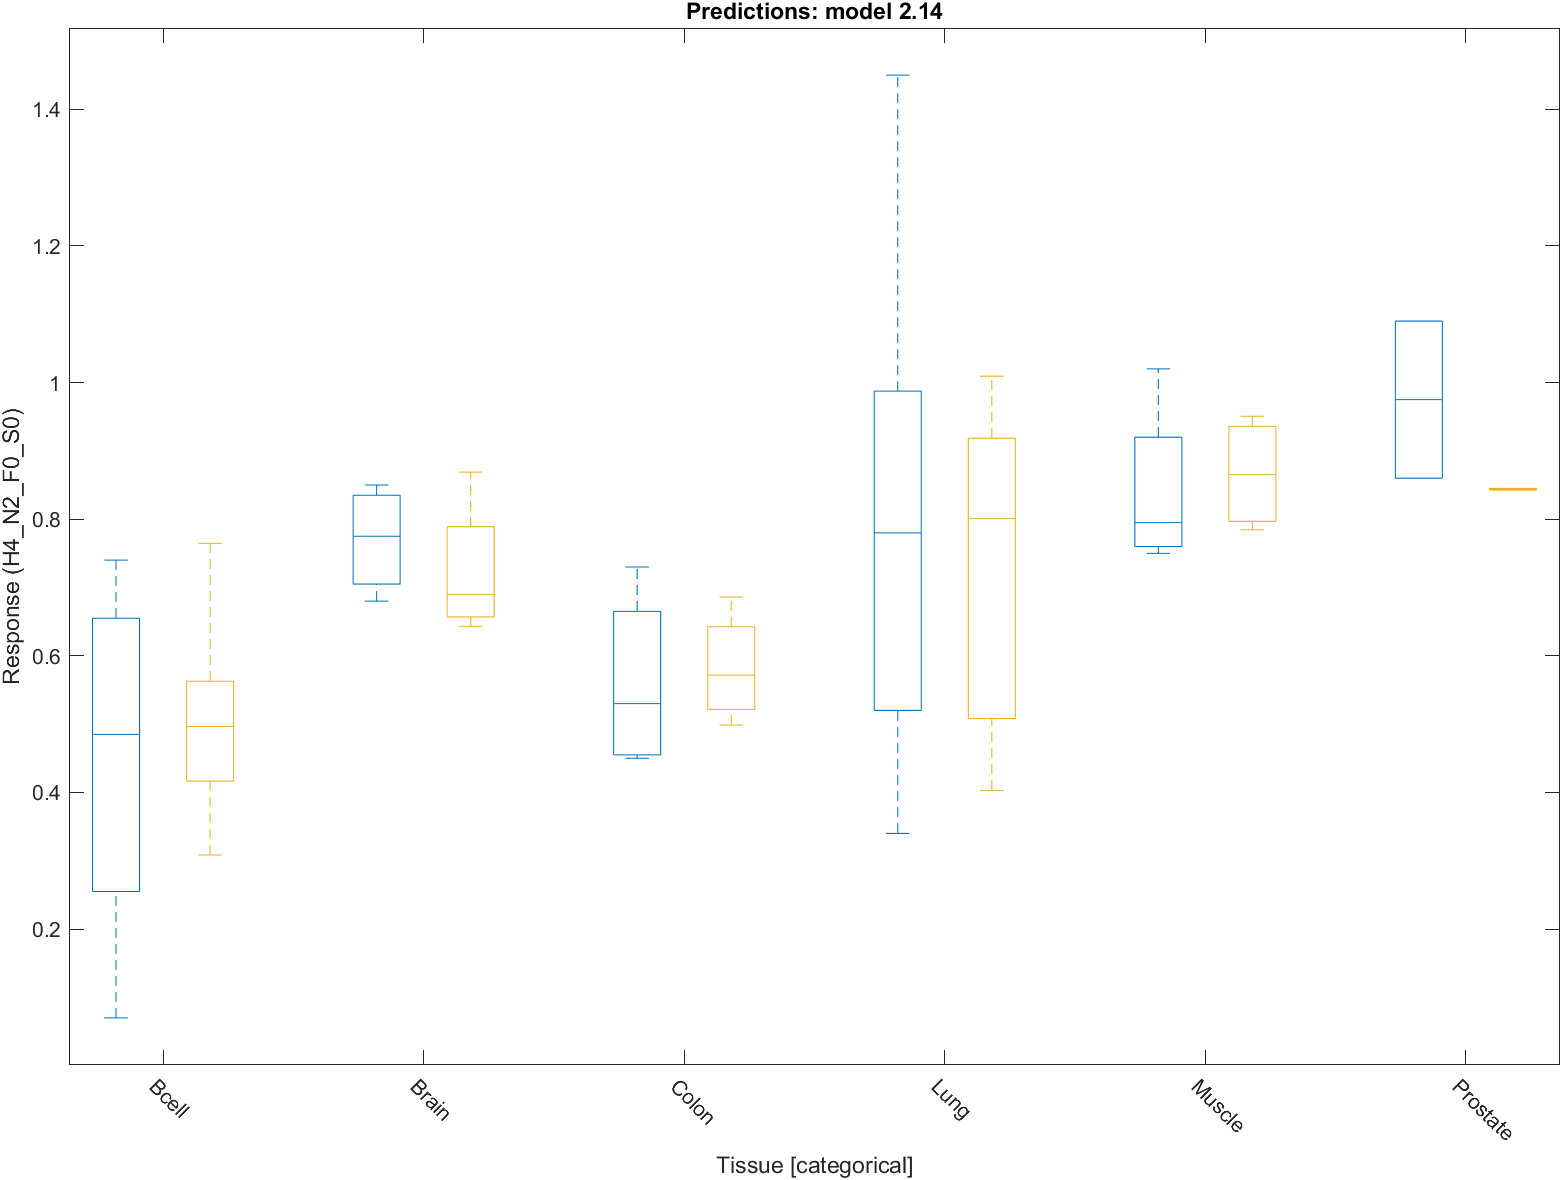 Predictions: model 2.14
Response (H4_N2_F0_S0)
1.4
1.2
1
0.8
0.6
0.4
0.2
Bcell
Brain
Colon
Lung
Muscle
Prostate
Tissue [categorical]